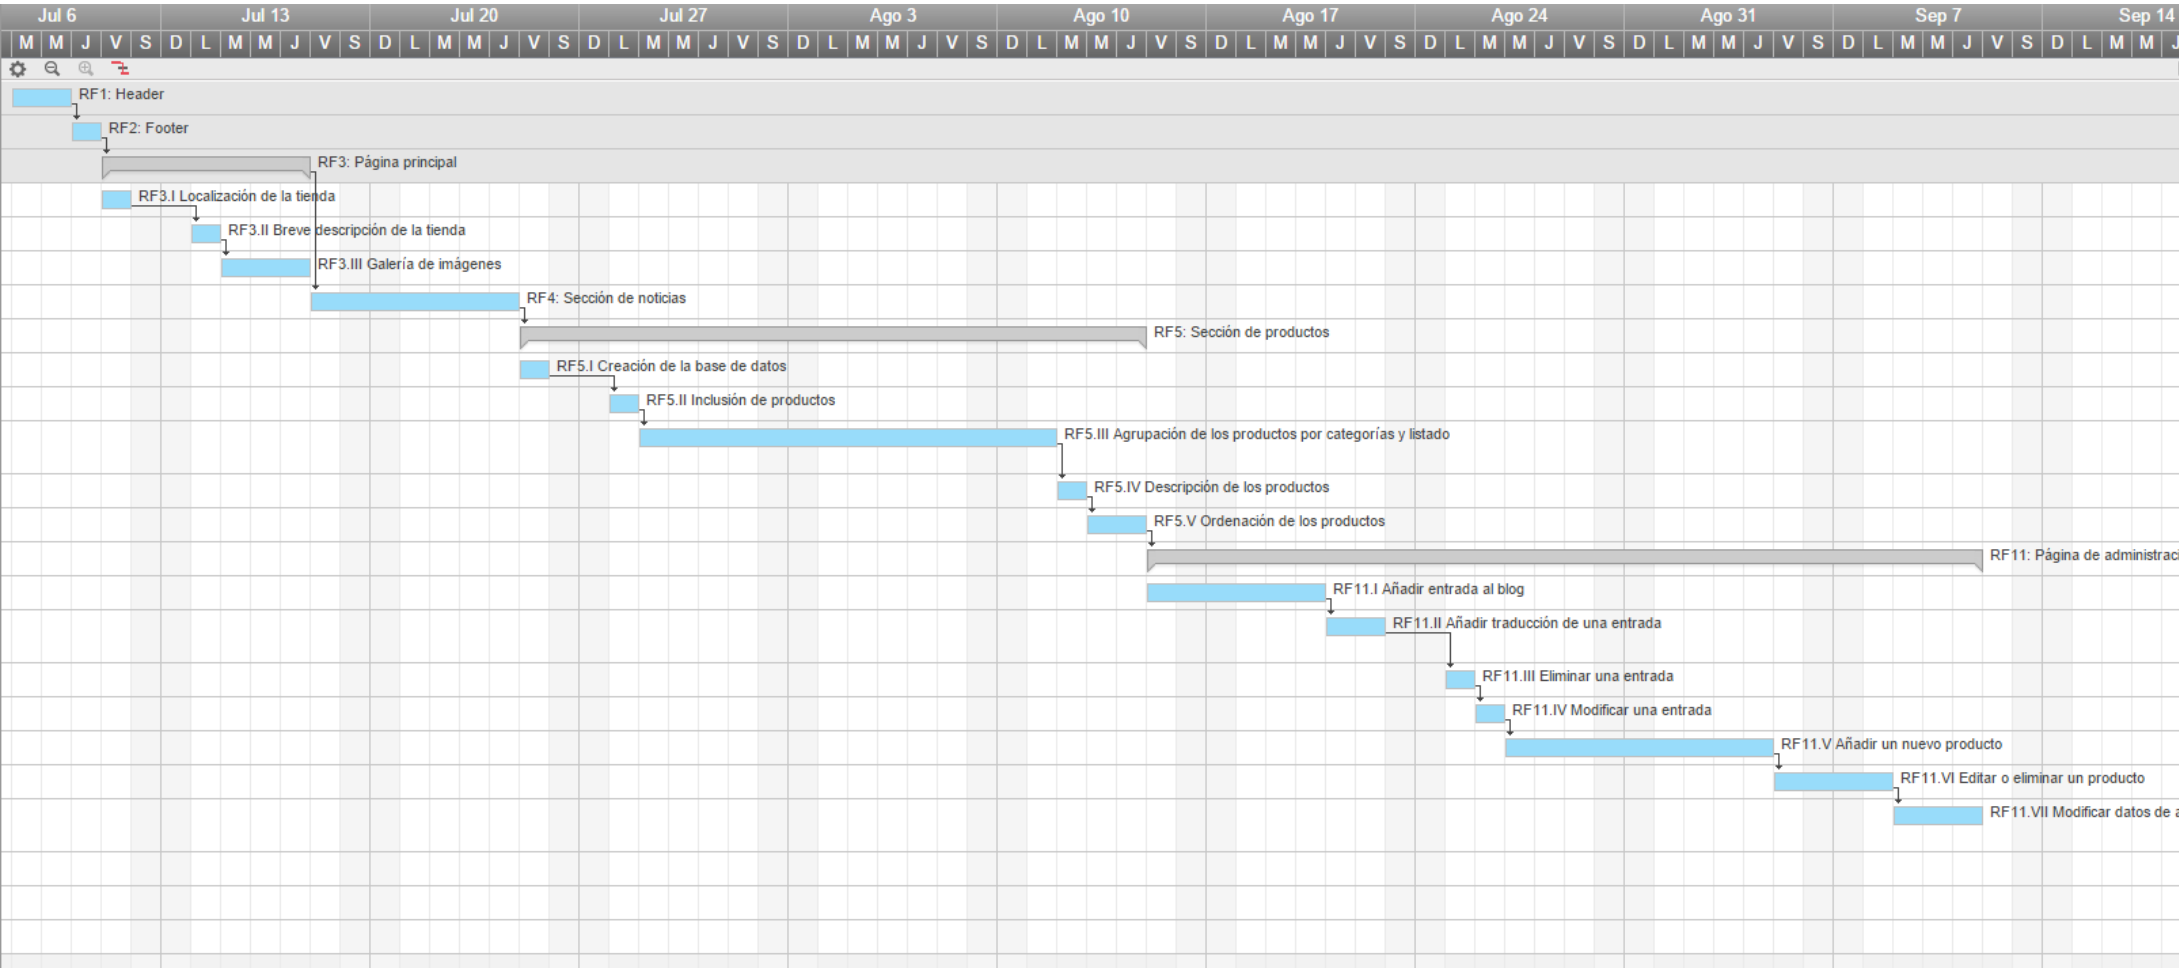 Jul 6 Jul 13 Jul 20 Jul 27 Ago 3 Ago 10 Ago 17 Ago 24 Ago 31 Sep 7 Sep 14
M M J V S D L M M J V S D L M M J V S D L M M J V S D L M M J V S D L M M J V S D L M M J V S D L M M J V S D L M M J V S D L M M J V S D L M M J
RF1: Header
RF2: Footer
RF3: Página principal
RF3.I Localización de la tienda
RF3.II Breve descripción de la tienda
RF3.III Galería de imágenes
RF4: Sección de noticias
RF5: Sección de productos
RF5.I Creación de la base de datos
RF5.II Inclusión de productos
RF5.III Agrupación de los productos por categorías y listado
RF5.IV Descripción de los productos
RF5.V Ordenación de los productos
RF11: Página de administraci
RF11.I Añadir entrada al blog
RF11.II Añadir traducción de una entrada
RF11.III Eliminar una entrada
RF11.IV Modificar una entrada
RF11.V Añadir un nuevo producto
RF11.VI Editar o eliminar un producto
RF11.VII Modificar datos de a